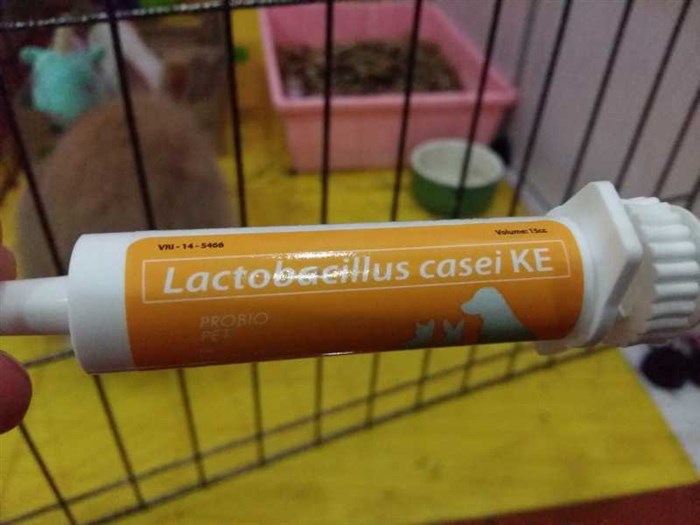 VRI - 14 - 5466
Volume: 15cc
Lactobacillus casei KE
PROBIO
PET